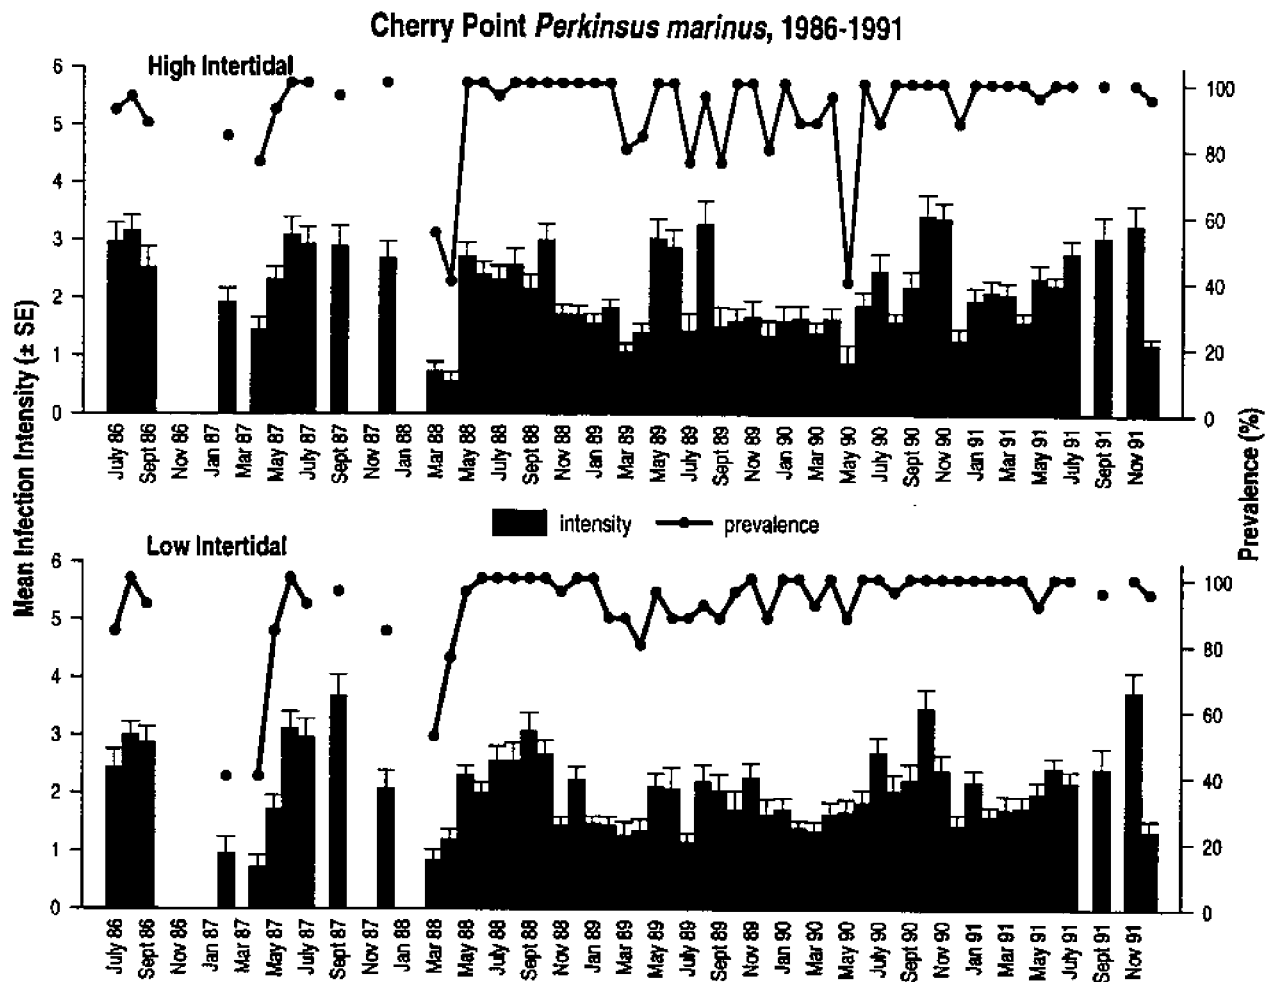 Cherry Point Perkinsus marinus, 1986-1991
High Intertidal
6
5
4
3
2
1
0
100
80
60
40
20
0
July 86
Sept 86
Nov 86
Jan 87
Mar 87
May 87
July 87
Sept 87
Nov 87
Jan 88
Mar 88
May 88
July 88
Sept 88
Nov 88
Jan 89
Mar 89
May 89
July 89
Sept 89
Nov 89
Jan 90
Mar 90
May 90
July 90
Sept 90
Nov 90
Jan 91
Mar 91
May 91
July 91
Sept 91
Nov 91
Mean Infection Intensity (± SE)
Prevalence (%)
intensity
prevalence
Low Intertidal
6
5
4
3
2
1
0
100
80
60
40
20
0
July 86
Sept 86
Nov 86
Jan 87
Mar 87
May 87
July 87
Sept 87
Nov 87
Jan 88
Mar 88
May 88
July 88
Sept 88
Nov 88
Jan 89
Mar 89
May 89
July 89
Sept 89
Nov 89
Jan 90
Mar 90
May 90
July 90
Sept 90
Nov 90
Jan 91
Mar 91
May 91
July 91
Sept 91
Nov 91